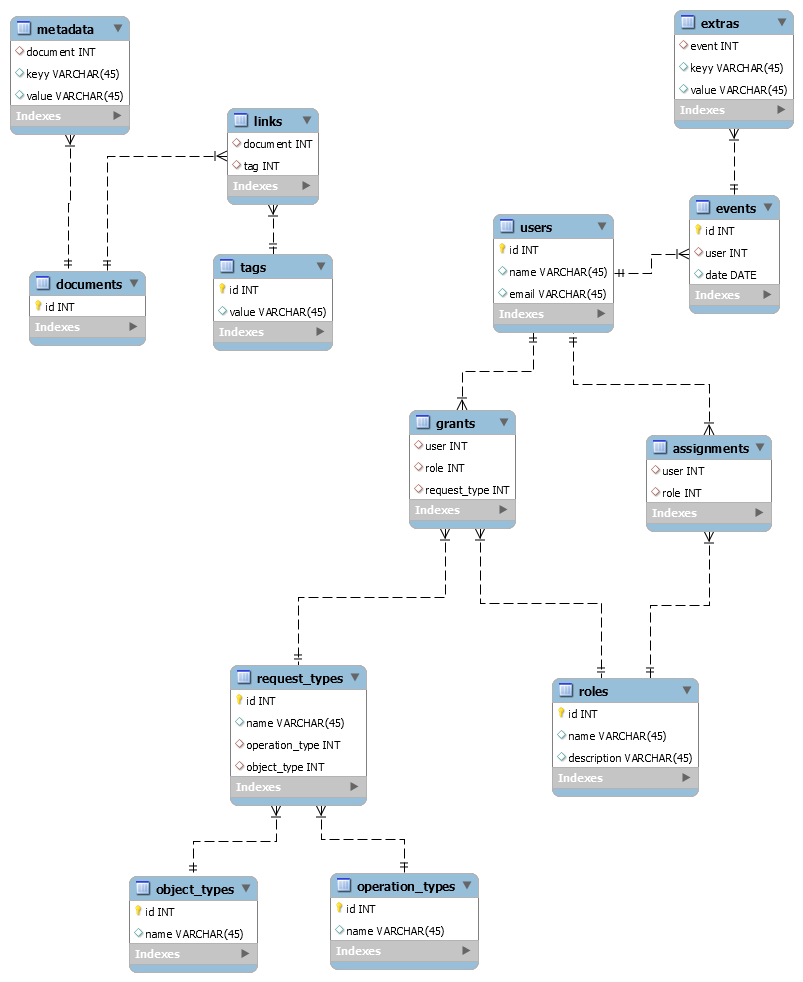 metadata
document INT
keyy VARCHAR(45)
value VARCHAR(45)
Indexes
extras
event INT
keyy VARCHAR(45)
value VARCHAR(45)
Indexes
links
document INT
tag INT
Indexes
events
id INT
user INT
date DATE
Indexes
users
id INT
name VARCHAR(45)
email VARCHAR(45)
Indexes
documents
id INT
Indexes
tags
id INT
value VARCHAR(45)
Indexes
grants
user INT
role INT
request_type INT
Indexes
assignments
user INT
role INT
Indexes
request_types
id INT
name VARCHAR(45)
operation_type INT
object_type INT
Indexes
roles
id INT
name VARCHAR(45)
description VARCHAR(45)
Indexes
object_types
id INT
name VARCHAR(45)
Indexes
operation_types
id INT
name VARCHAR(45)
Indexes